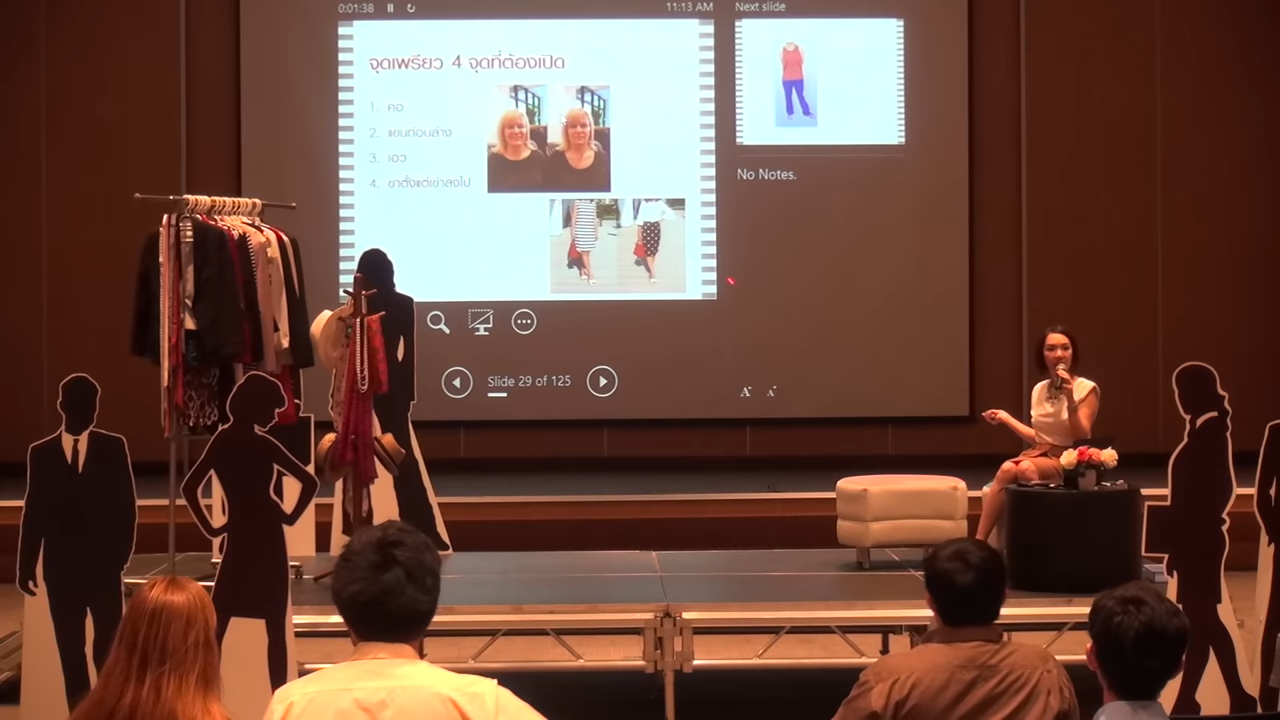 0:01:38
11:13 AM
Next slide
จุดเพรียว 4 จุดที่ต้องเปิด
1. คอ
2. แขนท่อนล่าง
3. เอว
4. ขาตั้งแต่เข่าลงไป
No Notes.
Slide 29 of 125
A A